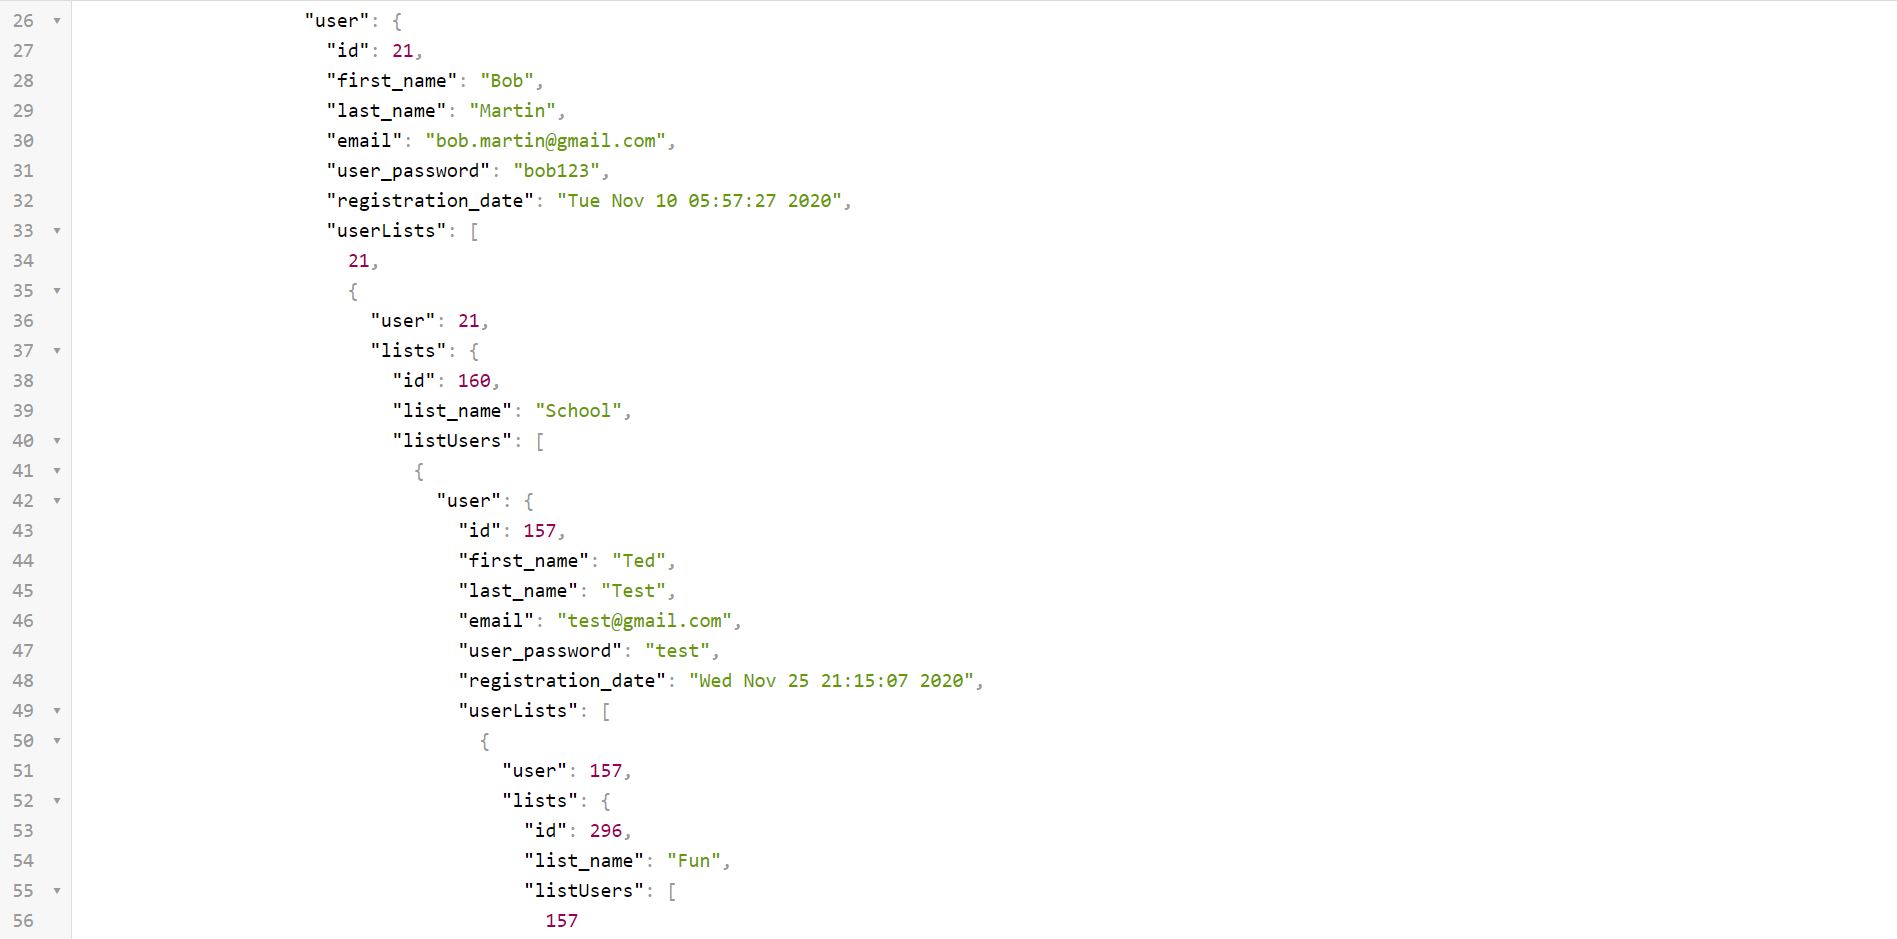 26 ▾ "user": {
27 "id": 21,
28 "first_name": "Bob",
29 "last_name": "Martin",
30 "email": "bob.martin@gmail.com",
31 "user_password": "bob123",
32 "registration_date": "Tue Nov 10 05:57:27 2020",
33 ▾ "userLists": [
34 21,
35 ▾ {
36 "user": 21,
37 ▾ "lists": {
38 "id": 160,
39 "list_name": "School",
40 ▾ "listUsers": [
41 ▾ {
42 ▾ "user": {
43 "id": 157,
44 "first_name": "Ted",
45 "last_name": "Test",
46 "email": "test@gmail.com",
47 "user_password": "test",
48 "registration_date": "Wed Nov 25 21:15:07 2020",
49 ▾ "userLists": [
50 ▾ {
51 "user": 157,
52 ▾ "lists": {
53 "id": 296,
54 "list_name": "Fun",
55 ▾ "listUsers": [
56 157